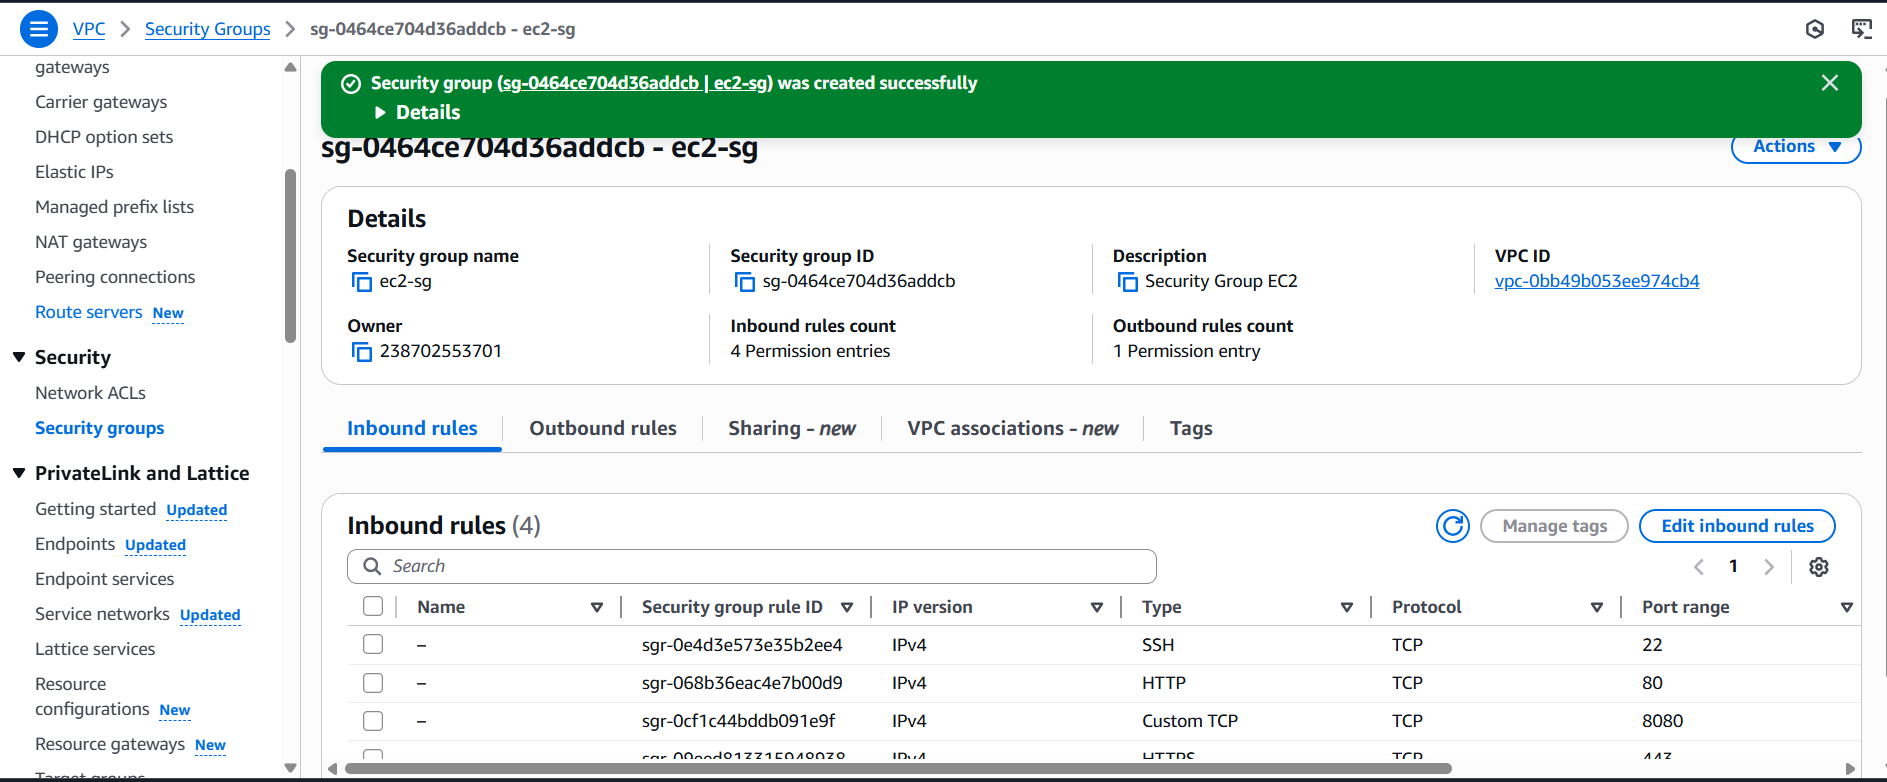 VPC > Security Groups > sg-0464ce704d36addcb - ec2-sg
gateways
Carrier gateways
DHCP option sets
Elastic IPs
Managed prefix lists
NAT gateways
Peering connections
Route servers New
Security
Network ACLs
Security groups
PrivateLink and Lattice
Getting started Updated
Endpoints Updated
Endpoint services
Service networks Updated
Lattice services
Resource
configurations New
Resource gateways New
Target groups
Security group (sg-0464ce704d36addcb | ec2-sg) was created successfully
Details
sg-0464ce704d36addcb - ec2-sg
Actions
Details
Security group name
ec2-sg
Security group ID
sg-0464ce704d36addcb
Description
Security Group EC2
VPC ID
vpc-0bb49b053ee974cb4
Owner
238702553701
Inbound rules count
4 Permission entries
Outbound rules count
1 Permission entry
Inbound rules Outbound rules Sharing - new VPC associations - new Tags
Inbound rules (4)
Manage tags
Edit inbound rules
Search
1
Name Security group rule ID IP version Type Protocol Port range
– sgr-0e4d3e573e35b2ee4 IPv4 SSH TCP 22
– sgr-068b36eac4e7b00d9 IPv4 HTTP TCP 80
– sgr-0cf1c44bddb091e9f IPv4 Custom TCP TCP 8080
IPv4 HTTPS TCP 443